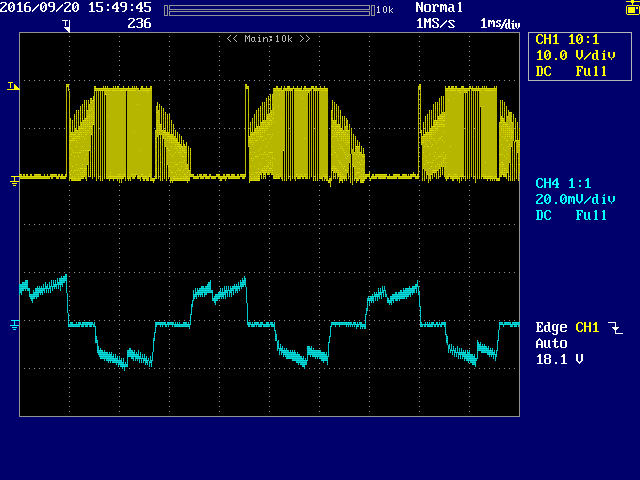 2016/09/20 15:49:45
10k
Normal
236
1MS/s
1ms/div
T
<< Main:10k >>
CH1 10:1
10.0 V/div
DC Full
T
CH4 1:1
20.0mV/div
DC Full
Edge CH1
Auto
18.1 V